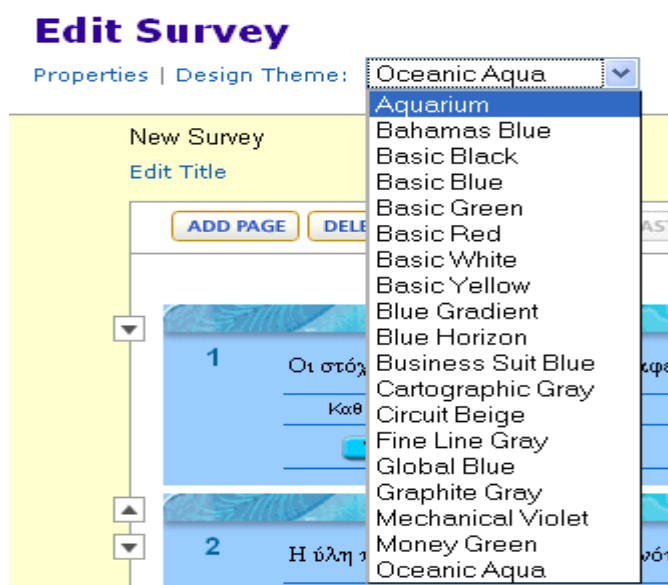 Edit Survey
Properties | Design Theme: Oceanic Aqua
Aquarium
Bahamas Blue
Basic Black
Basic Blue
Basic Green
Basic Red
Basic White
Basic Yellow
Blue Gradient
Blue Horizon
Business Suit Blue
Cartographic Gray
Circuit Beige
Fine Line Gray
Global Blue
Graphite Gray
Mechanical Violet
Money Green
Oceanic Aqua
New Survey
Edit Title
ADD PAGE
1 Οι
2 Η ύλη